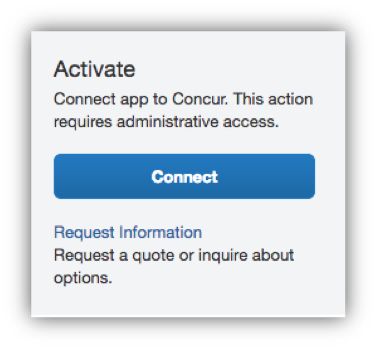 Activate
Connect app to Concur. This action
requires administrative access.
Connect
Request Information
Request a quote or inquire about
options.